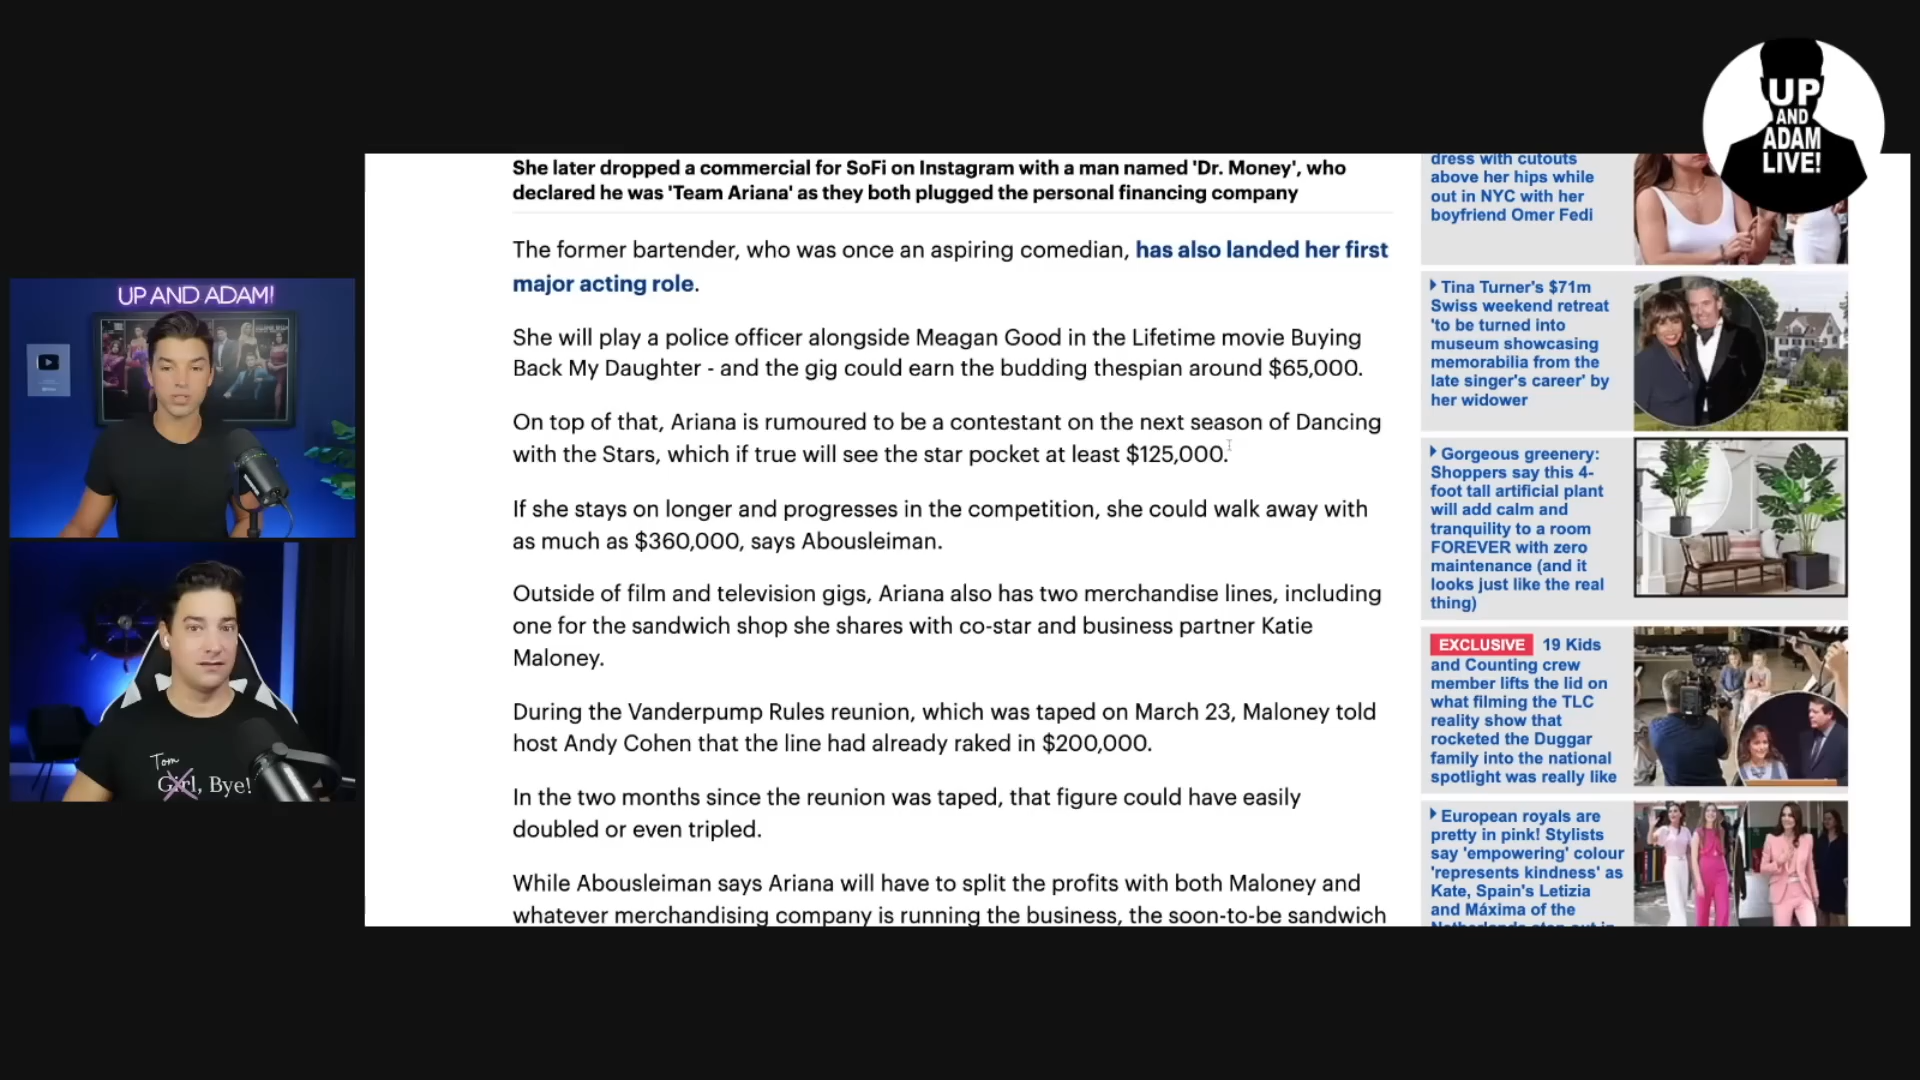 UP
AND
ADAM
LIVE!
UP AND ADAM!
Tom
Girl, Bye!
She later dropped a commercial for SoFi on Instagram with a man named 'Dr. Money', who
declared he was 'Team Ariana' as they both plugged the personal financing company
The former bartender, who was once an aspiring comedian, has also landed her first
major acting role.
She will play a police officer alongside Meagan Good in the Lifetime movie Buying
Back My Daughter - and the gig could earn the budding thespian around $65,000.
On top of that, Ariana is rumoured to be a contestant on the next season of Dancing
with the Stars, which if true will see the star pocket at least $125,000.
If she stays on longer and progresses in the competition, she could walk away with
as much as $360,000, says Abousleiman.
Outside of film and television gigs, Ariana also has two merchandise lines, including
one for the sandwich shop she shares with co-star and business partner Katie
Maloney.
During the Vanderpump Rules reunion, which was taped on March 23, Maloney told
host Andy Cohen that the line had already raked in $200,000.
In the two months since the reunion was taped, that figure could have easily
doubled or even tripled.
While Abousleiman says Ariana will have to split the profits with both Maloney and
whatever merchandising company is running the business, the soon-to-be sandwich
dress with cutouts
above her hips while
out in NYC with her
boyfriend Omer Fedi
Tina Turner's $71m
Swiss weekend retreat
'to be turned into
museum showcasing
memorabilia from the
late singer's career' by
her widower
Gorgeous greenery:
Shoppers say this 4-
foot tall artificial plant
will add calm and
tranquility to a room
FOREVER with zero
maintenance (and it
looks just like the real
thing)
EXCLUSIVE 19 Kids
and Counting crew
member lifts the lid on
what filming the TLC
reality show that
rocketed the Duggar
family into the national
spotlight was really like
European royals are
pretty in pink! Stylists
say 'empowering' colour
'represents kindness' as
Kate, Spain's Letizia
and Máxima of the